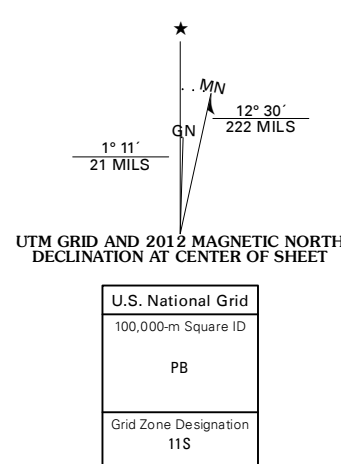 ★
MN
12° 30´
222 MILS
GN
1° 11´
21 MILS
UTM GRID AND 2012 MAGNETIC NORTH
DECLINATION AT CENTER OF SHEET
U.S. National Grid
100,000-m Square ID
PB
Grid Zone Designation
11S